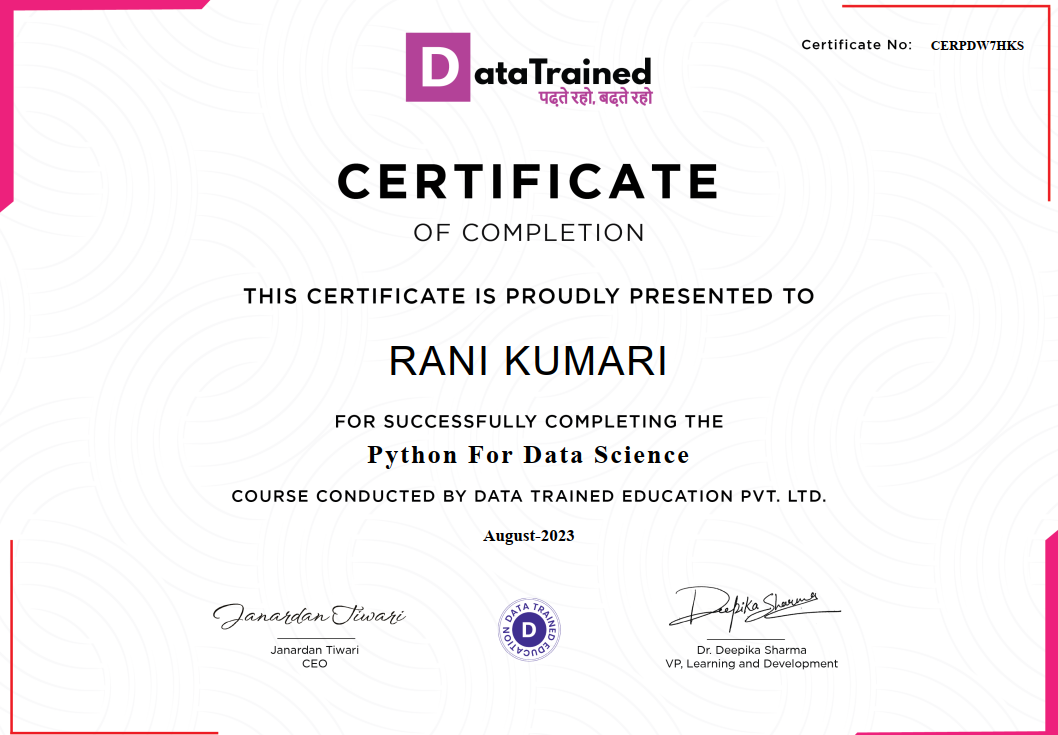 Certificate No: CERPDW7HKS
DataTrained
पढ़ते रहो, बढ़ते रहो
CERTIFICATE
OF COMPLETION
THIS CERTIFICATE IS PROUDLY PRESENTED TO
RANI KUMARI
FOR SUCCESSFULLY COMPLETING THE
Python For Data Science
COURSE CONDUCTED BY DATA TRAINED EDUCATION PVT. LTD.
August-2023
Janardan Tiwari
Janardan Tiwari
CEO
DATA TRAINED EDUCATION
D
Deepika Sharma
Dr. Deepika Sharma
VP, Learning and Development